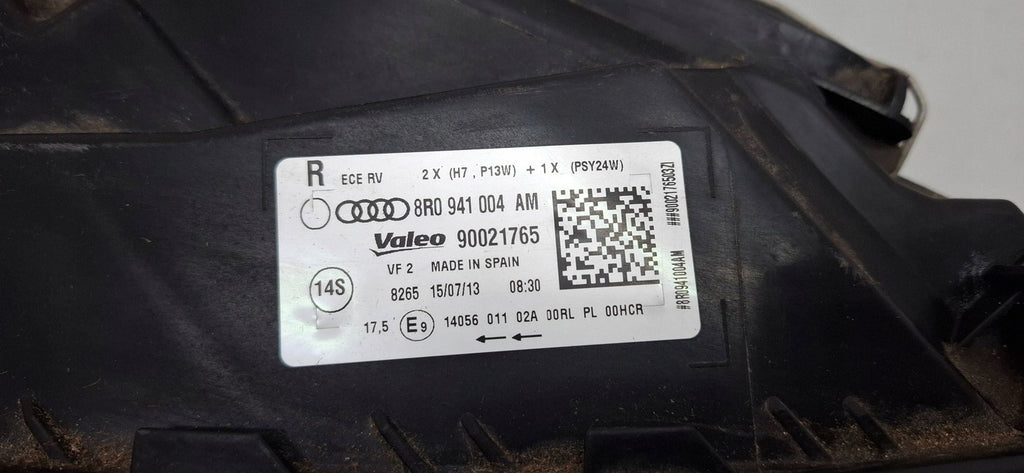 R ECE RV 2 X (H7 , P13W) + 1 X (PSY24W)
8R0 941 004 AM
Valeo 90021765
VF 2 MADE IN SPAIN
14S
8265 15/07/13 08:30
17,5 E9 14056 011 02A 00RL PL 00HCR
###9002176503Z!
#8R0941004AM